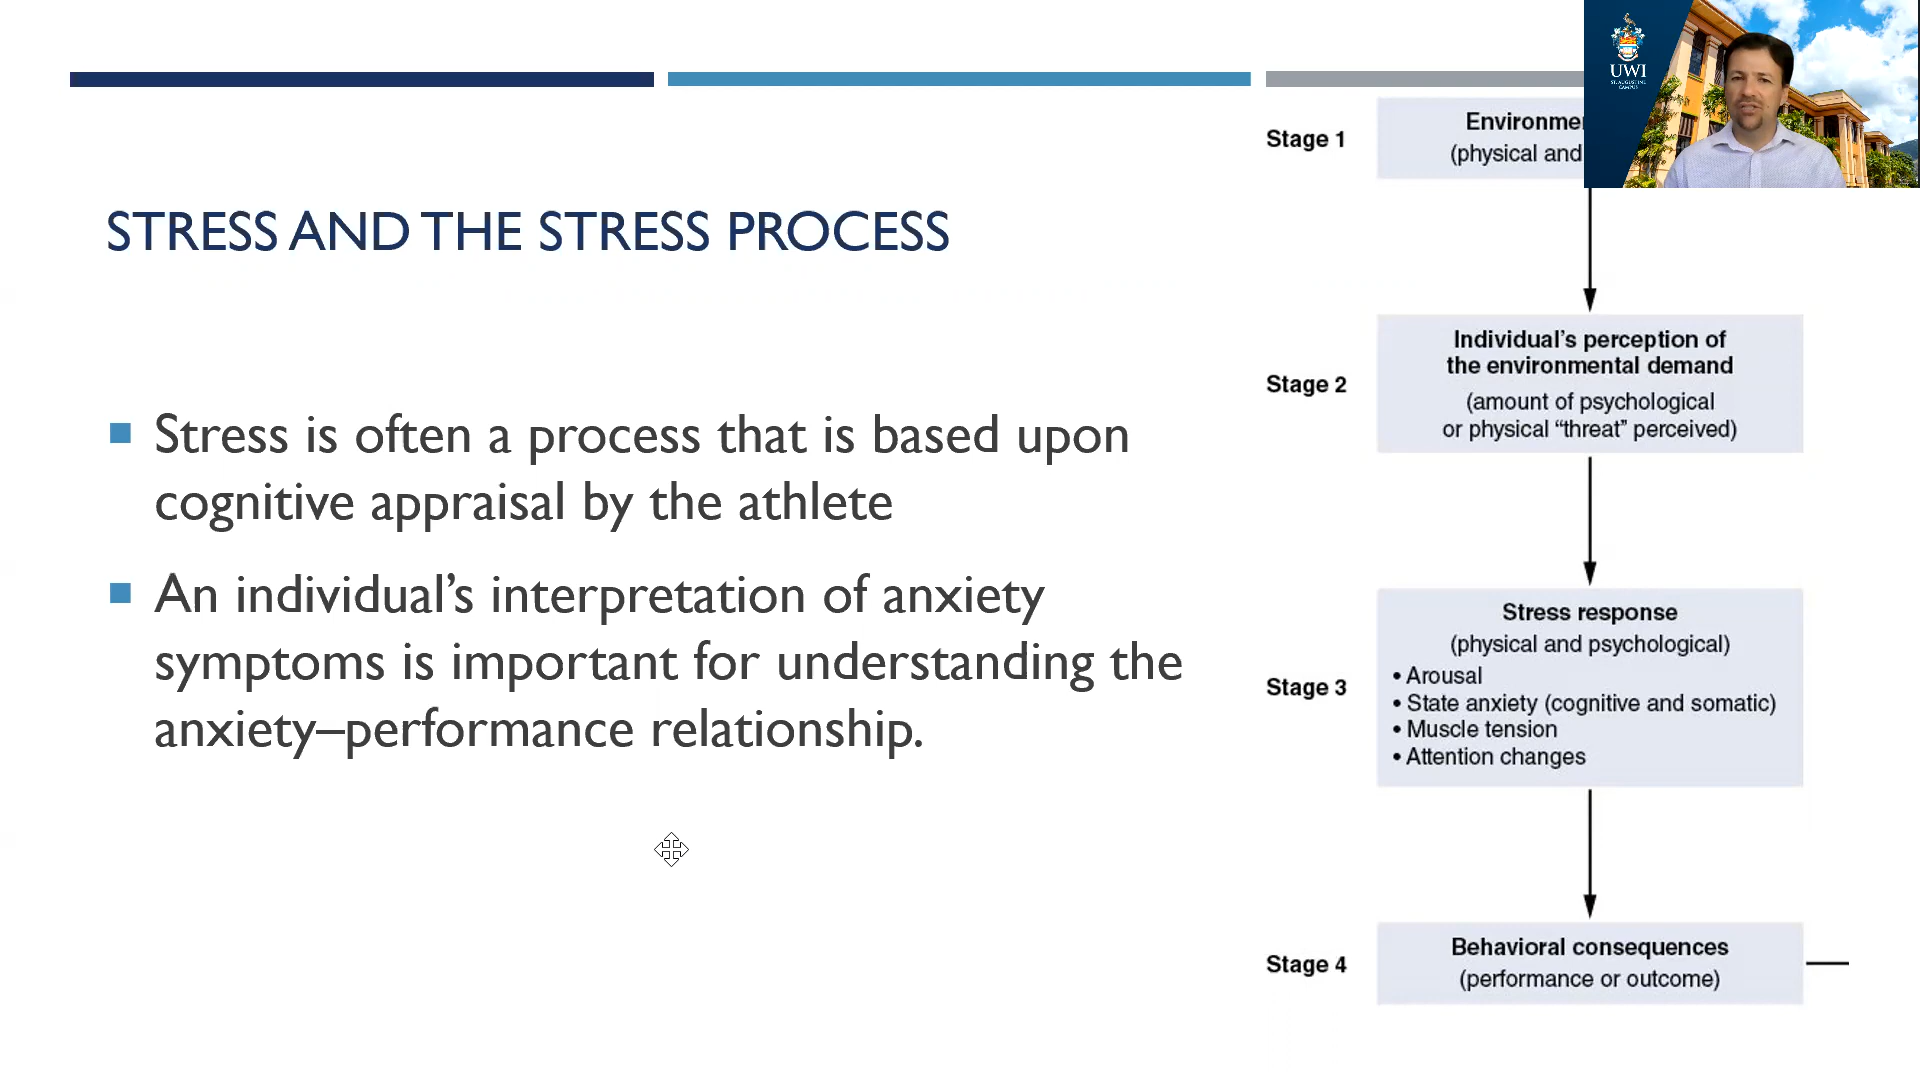 STRESS AND THE STRESS PROCESS
Stress is often a process that is based upon
cognitive appraisal by the athlete
An individual’s interpretation of anxiety
symptoms is important for understanding the
anxiety–performance relationship.
Stage 1
(physical and
Stage 2
Individual’s perception of
the environmental demand
(amount of psychological
or physical “threat” perceived)
Stage 3
Stress response
(physical and psychological)
• Arousal
• State anxiety (cognitive and somatic)
• Muscle tension
• Attention changes
Stage 4
Behavioral consequences
(performance or outcome)
UWI
ST. AUGUSTINE
CAMPUS